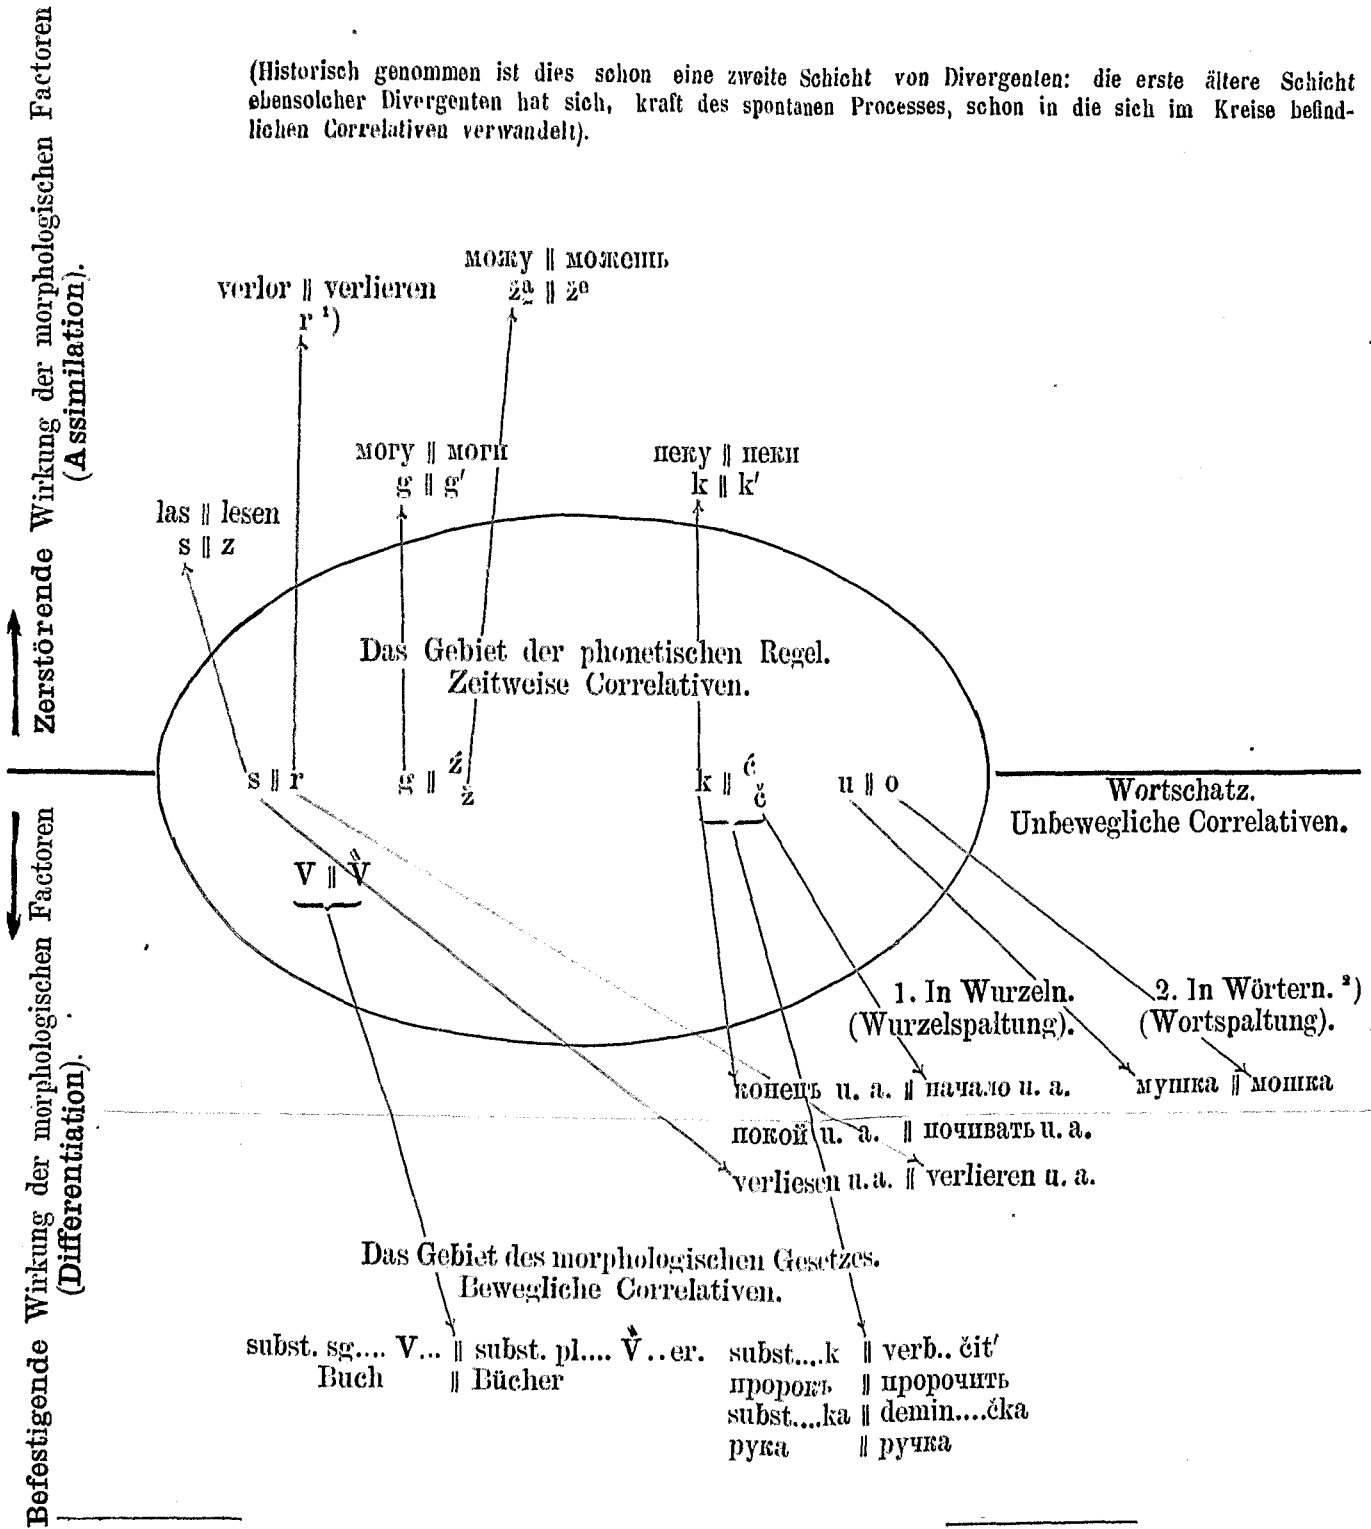 (Historisch genommen ist dies schon eine zweite Schicht von Divergenten: die erste ältere Schicht
ebensolcher Divergenten hat sich, kraft des spontanen Processes, schon in die sich im Kreise befind-
lichen Correlativen verwandelt).
Zerstörende Wirkung der morphologischen Factoren
(Assimilation).
можу ‖ можешь
ž ‖ ž
verlor ‖ verlieren
r ¹)
могу ‖ моги
g ‖ g′
пеку ‖ пеки
k ‖ k′
las ‖ lesen
s ‖ z
Das Gebiet der phonetischen Regel.
Zeitweise Correlativen.
s ‖ r
g ‖ ź ž
k ‖ ć č
u ‖ o
Wortschatz.
Unbewegliche Correlativen.
V ‖ V̈
Befestigende Wirkung der morphologischen Factoren
(Differentiation).
1. In Wurzeln.
(Wurzelspaltung).
2. In Wörtern. ²)
(Wortspaltung).
конецъ u. a. ‖ начало u. a.
мушка ‖ мошка
покой u. a. ‖ почивать u. a.
verliesen u. a. ‖ verlieren u. a.
Das Gebiet des morphologischen Gesetzes.
Bewegliche Correlativen.
subst. sg.... V... ‖ subst. pl.... V̈..er.
Buch ‖ Bücher
subst....k ‖ verb.. čit′
пророкъ ‖ пророчить
subst....ka ‖ demin....čka
рука ‖ ручка